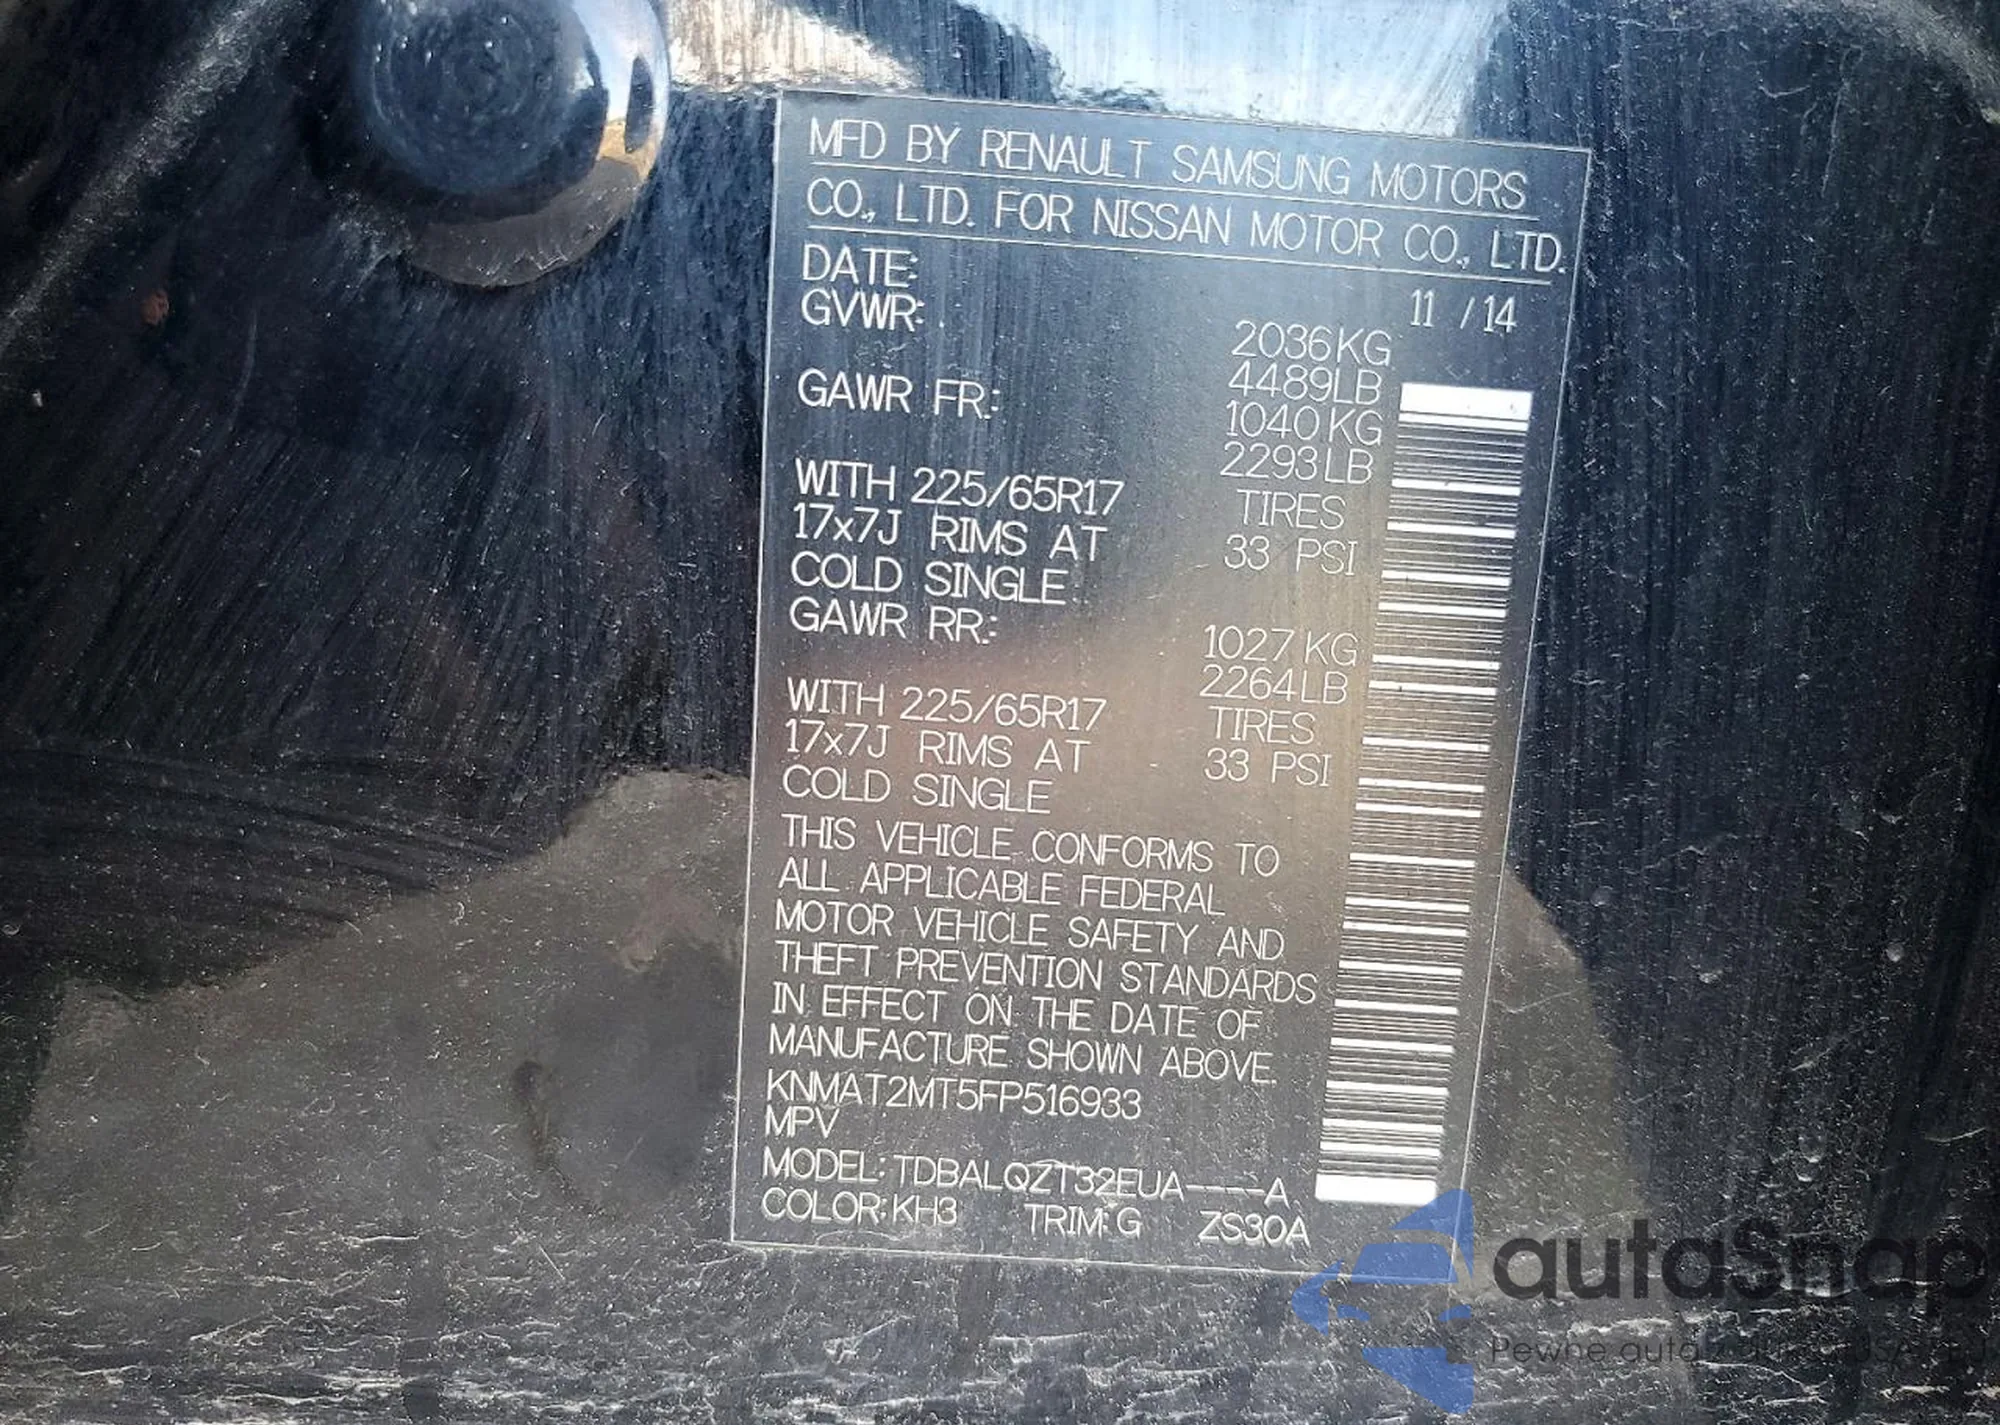 MFD BY RENAULT SAMSUNG MOTORS
CO., LTD. FOR NISSAN MOTOR CO., LTD.
DATE: 11 / 14
GVWR: 2036KG
4489LB
GAWR FR.: 1040KG
2293LB
WITH 225/65R17 TIRES
17x7J RIMS AT 33 PSI
COLD SINGLE
GAWR RR.: 1027KG
2264LB
WITH 225/65R17 TIRES
17x7J RIMS AT 33 PSI
COLD SINGLE
THIS VEHICLE CONFORMS TO
ALL APPLICABLE FEDERAL
MOTOR VEHICLE SAFETY AND
THEFT PREVENTION STANDARDS
IN EFFECT ON THE DATE OF
MANUFACTURE SHOWN ABOVE.
KNMAT2MT5FP516933
MPV
MODEL: TDBALQZT32EUA----A
COLOR: KH3 TRIM: G ZS30A
autaSnap
Pewne auta z